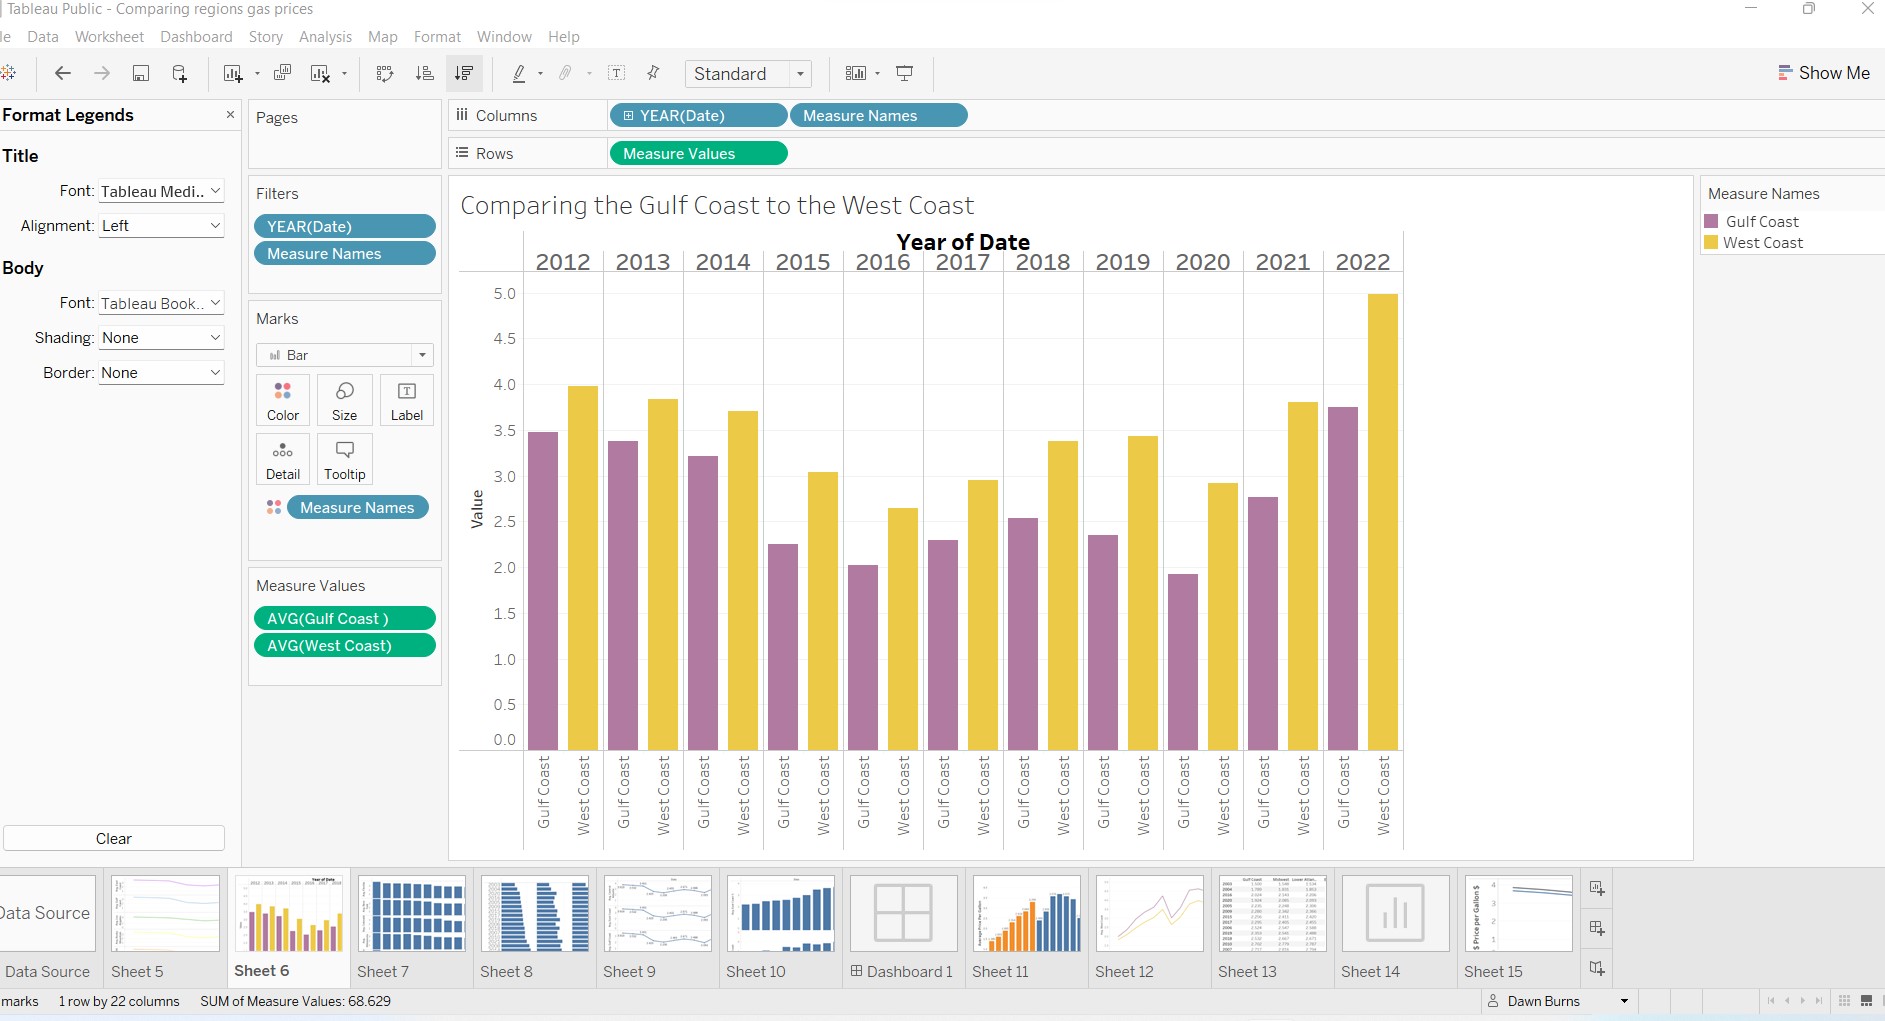 Tableau Public - Comparing regions gas prices
le Data Worksheet Dashboard Story Analysis Map Format Window Help
Standard
Show Me
Format Legends
Title
Font: Tableau Medi..
Alignment: Left
Body
Font: Tableau Book..
Shading: None
Border: None
Clear
Pages
Filters
YEAR(Date)
Measure Names
Marks
Bar
Color Size Label
Detail Tooltip
Measure Names
Measure Values
AVG(Gulf Coast )
AVG(West Coast)
Columns YEAR(Date) Measure Names
Rows Measure Values
Comparing the Gulf Coast to the West Coast
Year of Date
2012 2013 2014 2015 2016 2017 2018 2019 2020 2021 2022
5.0
4.5
4.0
3.5
3.0
2.5
2.0
1.5
1.0
0.5
0.0
Value
Gulf Coast West Coast Gulf Coast West Coast Gulf Coast West Coast Gulf Coast West Coast Gulf Coast West Coast Gulf Coast West Coast Gulf Coast West Coast Gulf Coast West Coast Gulf Coast West Coast Gulf Coast West Coast Gulf Coast West Coast
Measure Names
Gulf Coast
West Coast
Data Source
Data Source Sheet 5 Sheet 6 Sheet 7 Sheet 8 Sheet 9 Sheet 10 Dashboard 1 Sheet 11 Sheet 12 Sheet 13 Sheet 14 Sheet 15
marks 1 row by 22 columns SUM of Measure Values: 68.629
Dawn Burns